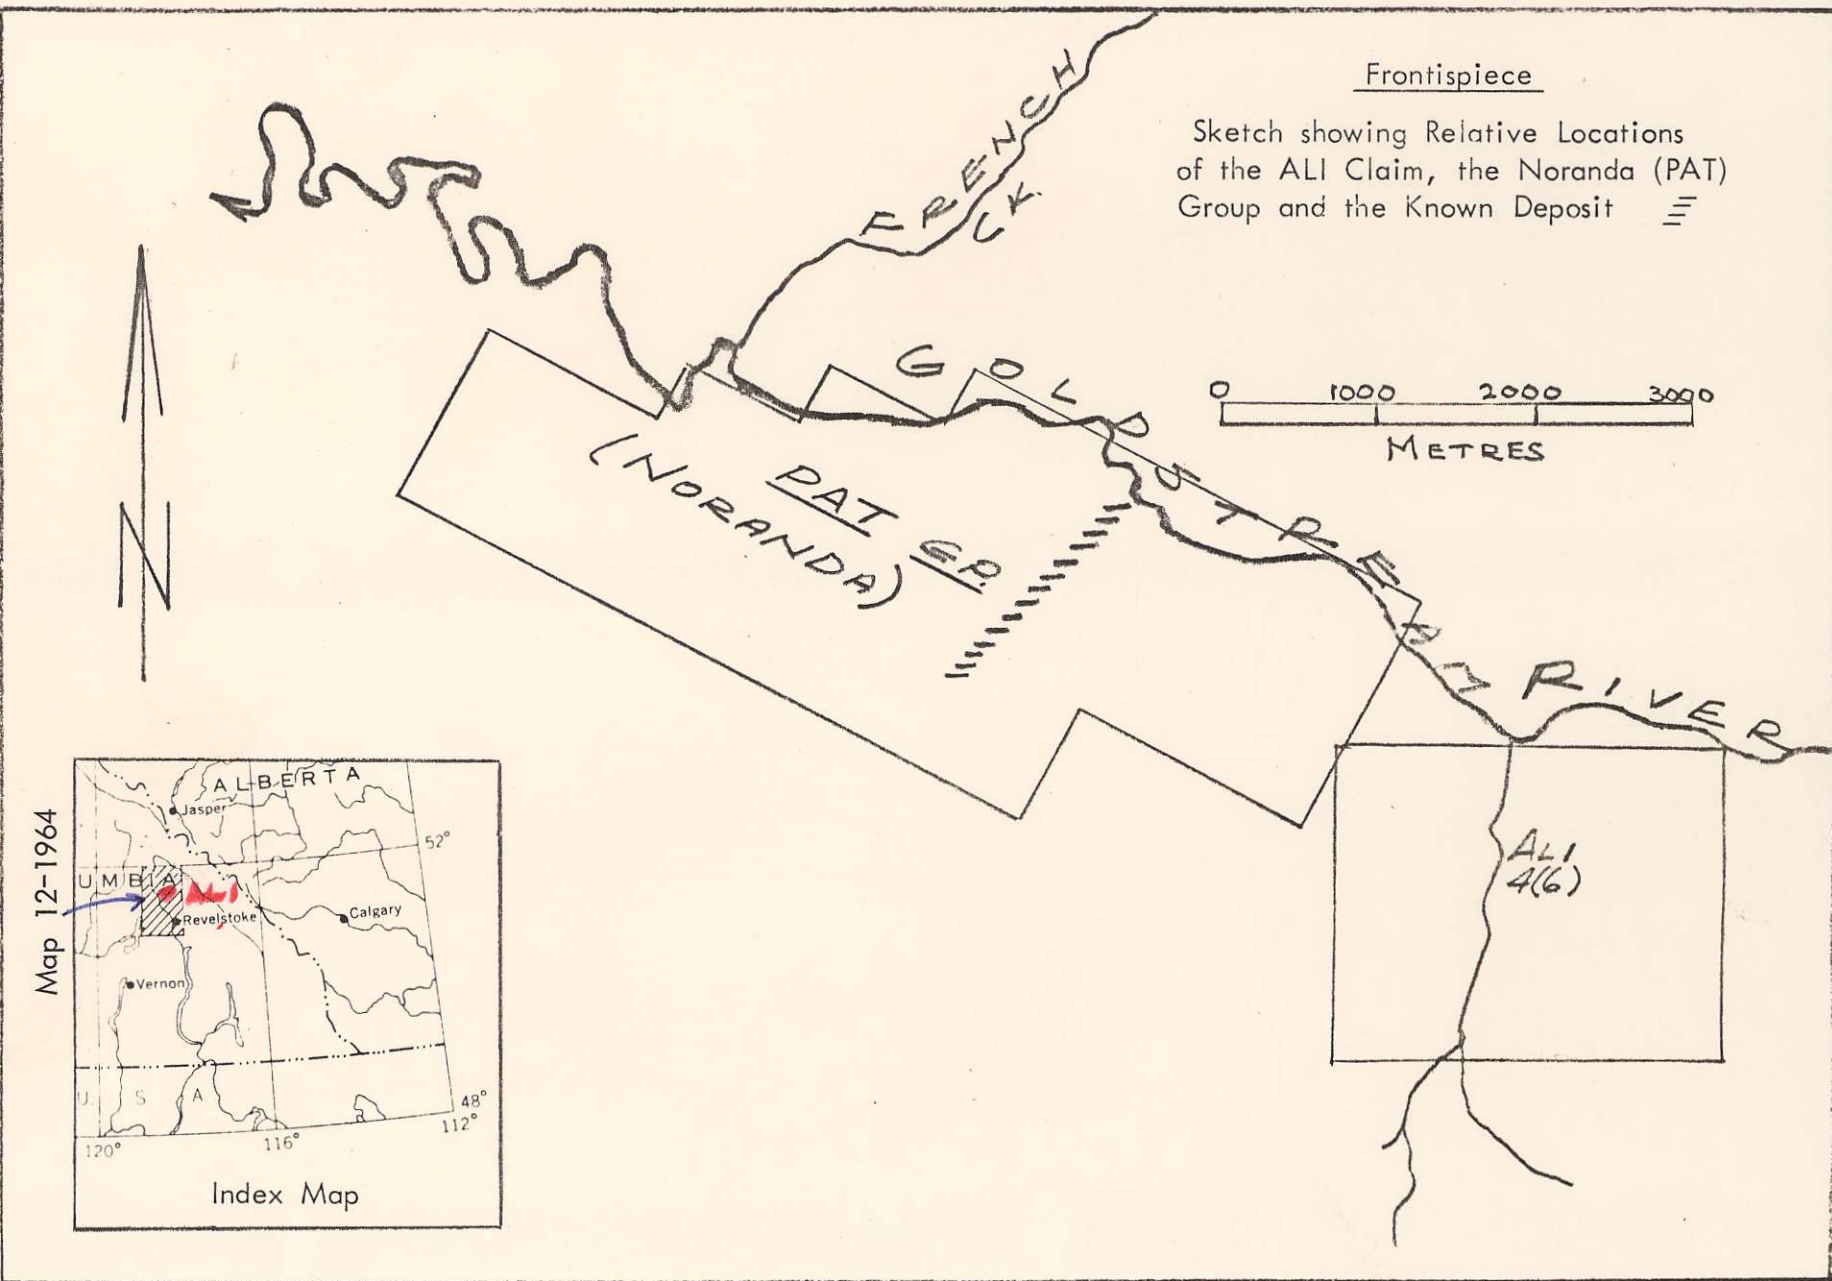 Frontispiece
Sketch showing Relative Locations
of the ALI Claim, the Noranda (PAT)
Group and the Known Deposit
FRENCH
CK.
GOLDSTREAM RIVER
0 1000 2000 3000
METRES
PAT GP.
(NORANDA)
N
ALI
4(6)
Map 12-1964
ALBERTA
Jasper
52°
UMBIA
ALI
Revelstoke
Calgary
Vernon
U. S A
48°
120° 116° 112°
Index Map